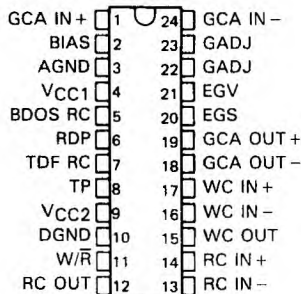 GCA IN+ 1 24 GCA IN−
BIAS 2 23 GADJ
AGND 3 22 GADJ
VCC1 4 21 EGV
BDOS RC 5 20 EGS
RDP 6 19 GCA OUT+
TDF RC 7 18 GCA OUT−
TP 8 17 WC IN+
VCC2 9 16 WC IN−
DGND 10 15 WC OUT
W/R̅ 11 14 RC IN+
RC OUT 12 13 RC IN−